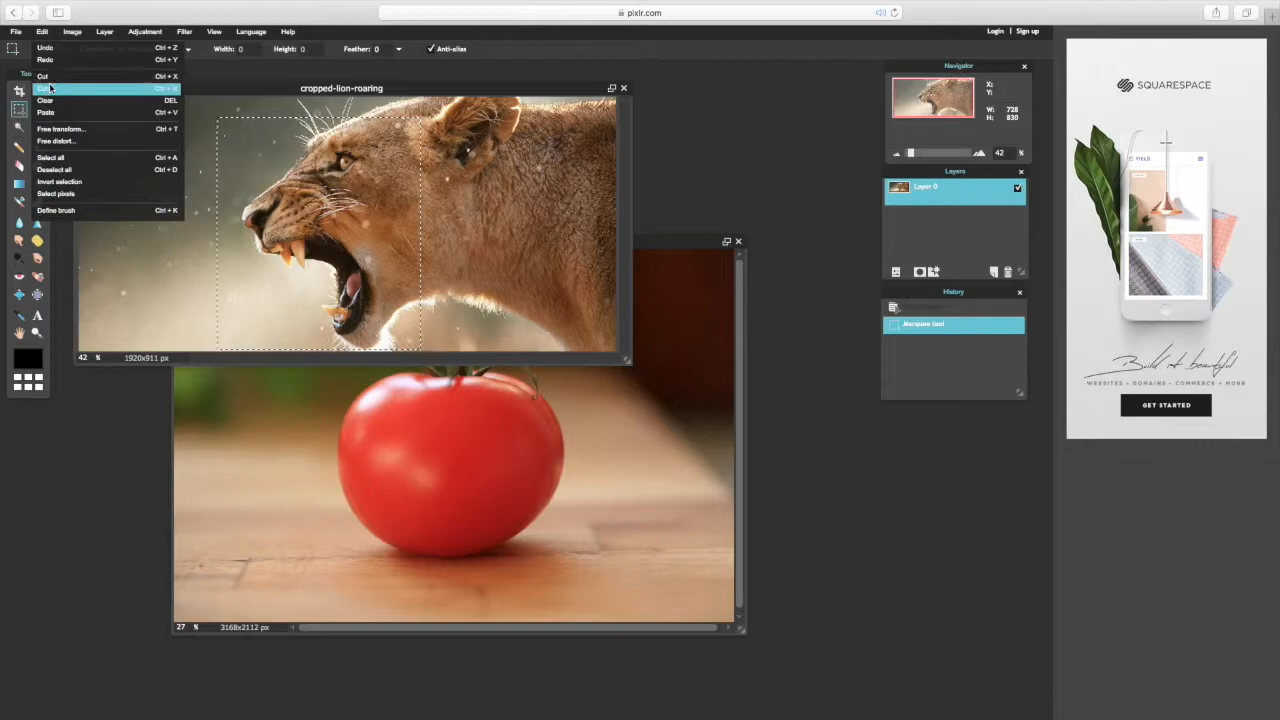 pixlr.com
File Edit Image Layer Adjustment Filter View Language Help
Login Sign up
Width: 0 Height: 0 Feather: 0 Anti-alias
Undo Ctrl + Z
Redo Ctrl + Y
Cut Ctrl + X
Clear DEL
Paste Ctrl + V
Free transform... Ctrl + T
Free distort...
Select all Ctrl + A
Deselect all Ctrl + D
Invert selection
Select pixels
Define brush Ctrl + K
cropped-lion-roaring
42 % 1920x911 px
27 % 3168x2112 px
Navigator
X:
Y:
W: 728
H: 830
42 %
Layers
Layer 0
History
Marquee tool
SQUARESPACE
YIELD
Build it beautiful
WEBSITES • DOMAINS • COMMERCE • MORE
GET STARTED